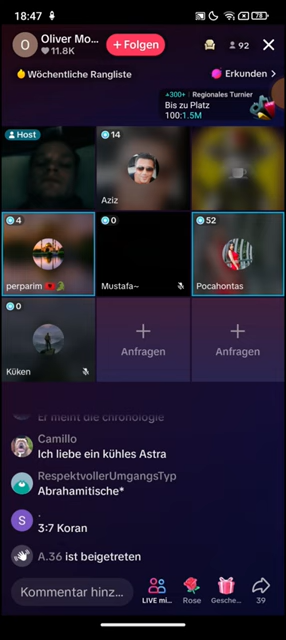 18:47
78
Oliver Mo...
11.8K
+ Folgen
92
Wöchentliche Rangliste
Erkunden >
+300↑ Regionales Turnier
Bis zu Platz
100:1.5M
Host
14
Aziz
4
perparim
0
Mustafa~
52
Pocahontas
0
Küken
Anfragen
Anfragen
Er meint die chronologie
Camillo
Ich liebe ein kühles Astra
RespektvollerUmgangsTyp
Abrahamitische*
S
.
3:7 Koran
A.36 ist beigetreten
Kommentar hinz...
LIVE mi...
Rose
Gesche...
39